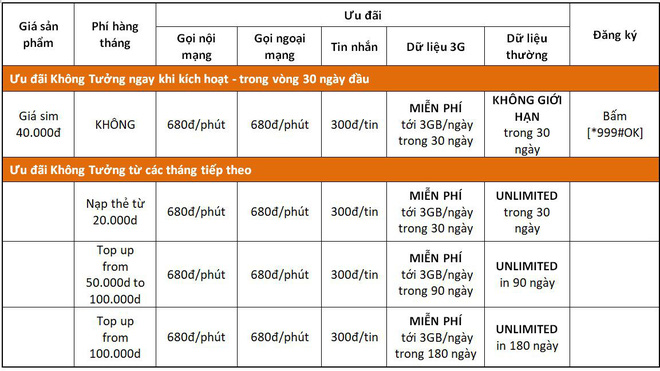 Giá sản
phẩm
Phí hàng
tháng
Ưu đãi
Đăng ký
Gọi nội
mạng
Gọi ngoại
mạng
Tin nhắn
Dữ liệu 3G
Dữ liệu
thường
Ưu đãi Không Tưởng ngay khi kích hoạt - trong vòng 30 ngày đầu
Giá sim
40.000đ
KHÔNG
680đ/phút
680đ/phút
300đ/tin
MIỄN PHÍ
tới 3GB/ngày
trong 30 ngày
KHÔNG GIỚI
HẠN
trong 30
ngày
Bấm
[*999#OK]
Ưu đãi Không Tưởng từ các tháng tiếp theo
Nạp thẻ từ
20.000d
680đ/phút
680đ/phút
300đ/tin
MIỄN PHÍ
tới 3GB/ngày
trong 30 ngày
UNLIMITED
trong 30
ngày
Top up
from
50.000d to
100.000d
680đ/phút
680đ/phút
300đ/tin
MIỄN PHÍ
tới 3GB/ngày
trong 90 ngày
UNLIMITED
in 90 ngày
Top up
from
100.000d
680đ/phút
680đ/phút
300đ/tin
MIỄN PHÍ
tới 3GB/ngày
trong 180 ngày
UNLIMITED
in 180 ngày